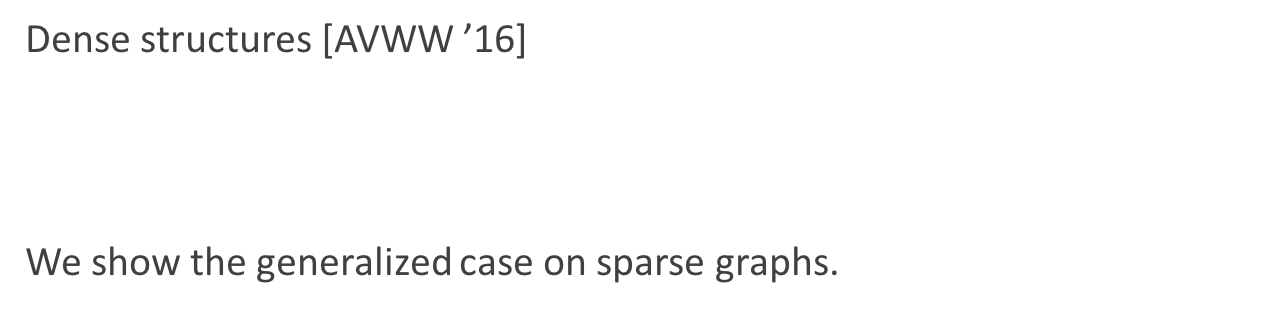 Dense structures [AVWW ’16]
We show the generalized case on sparse graphs.